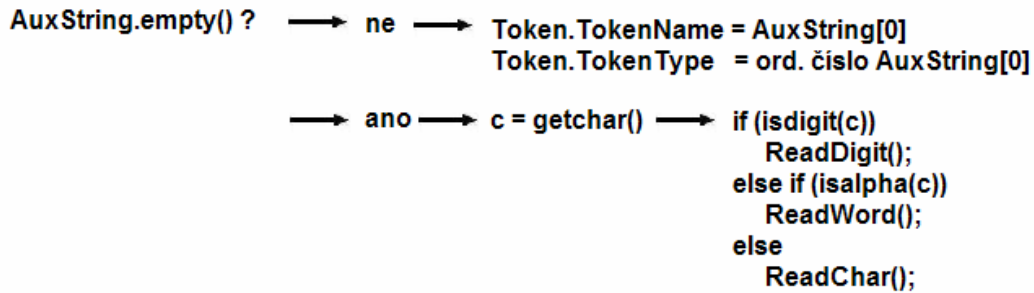 AuxString.empty() ? ne Token.TokenName = AuxString[0]
Token.TokenType = ord. číslo AuxString[0]
ano c = getchar() if (isdigit(c))
ReadDigit();
else if (isalpha(c))
ReadWord();
else
ReadChar();